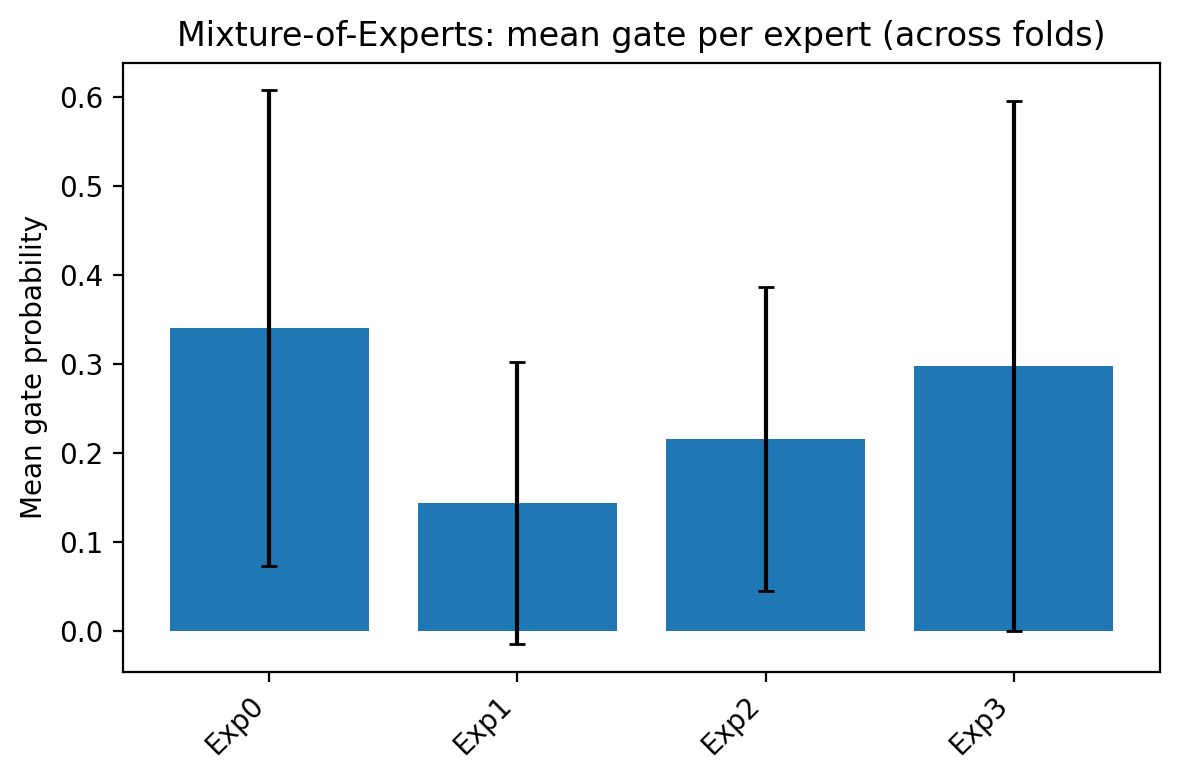 Mixture-of-Experts: mean gate per expert (across folds)
Mean gate probability
0.6
0.5
0.4
0.3
0.2
0.1
0.0
Exp0
Exp1
Exp2
Exp3